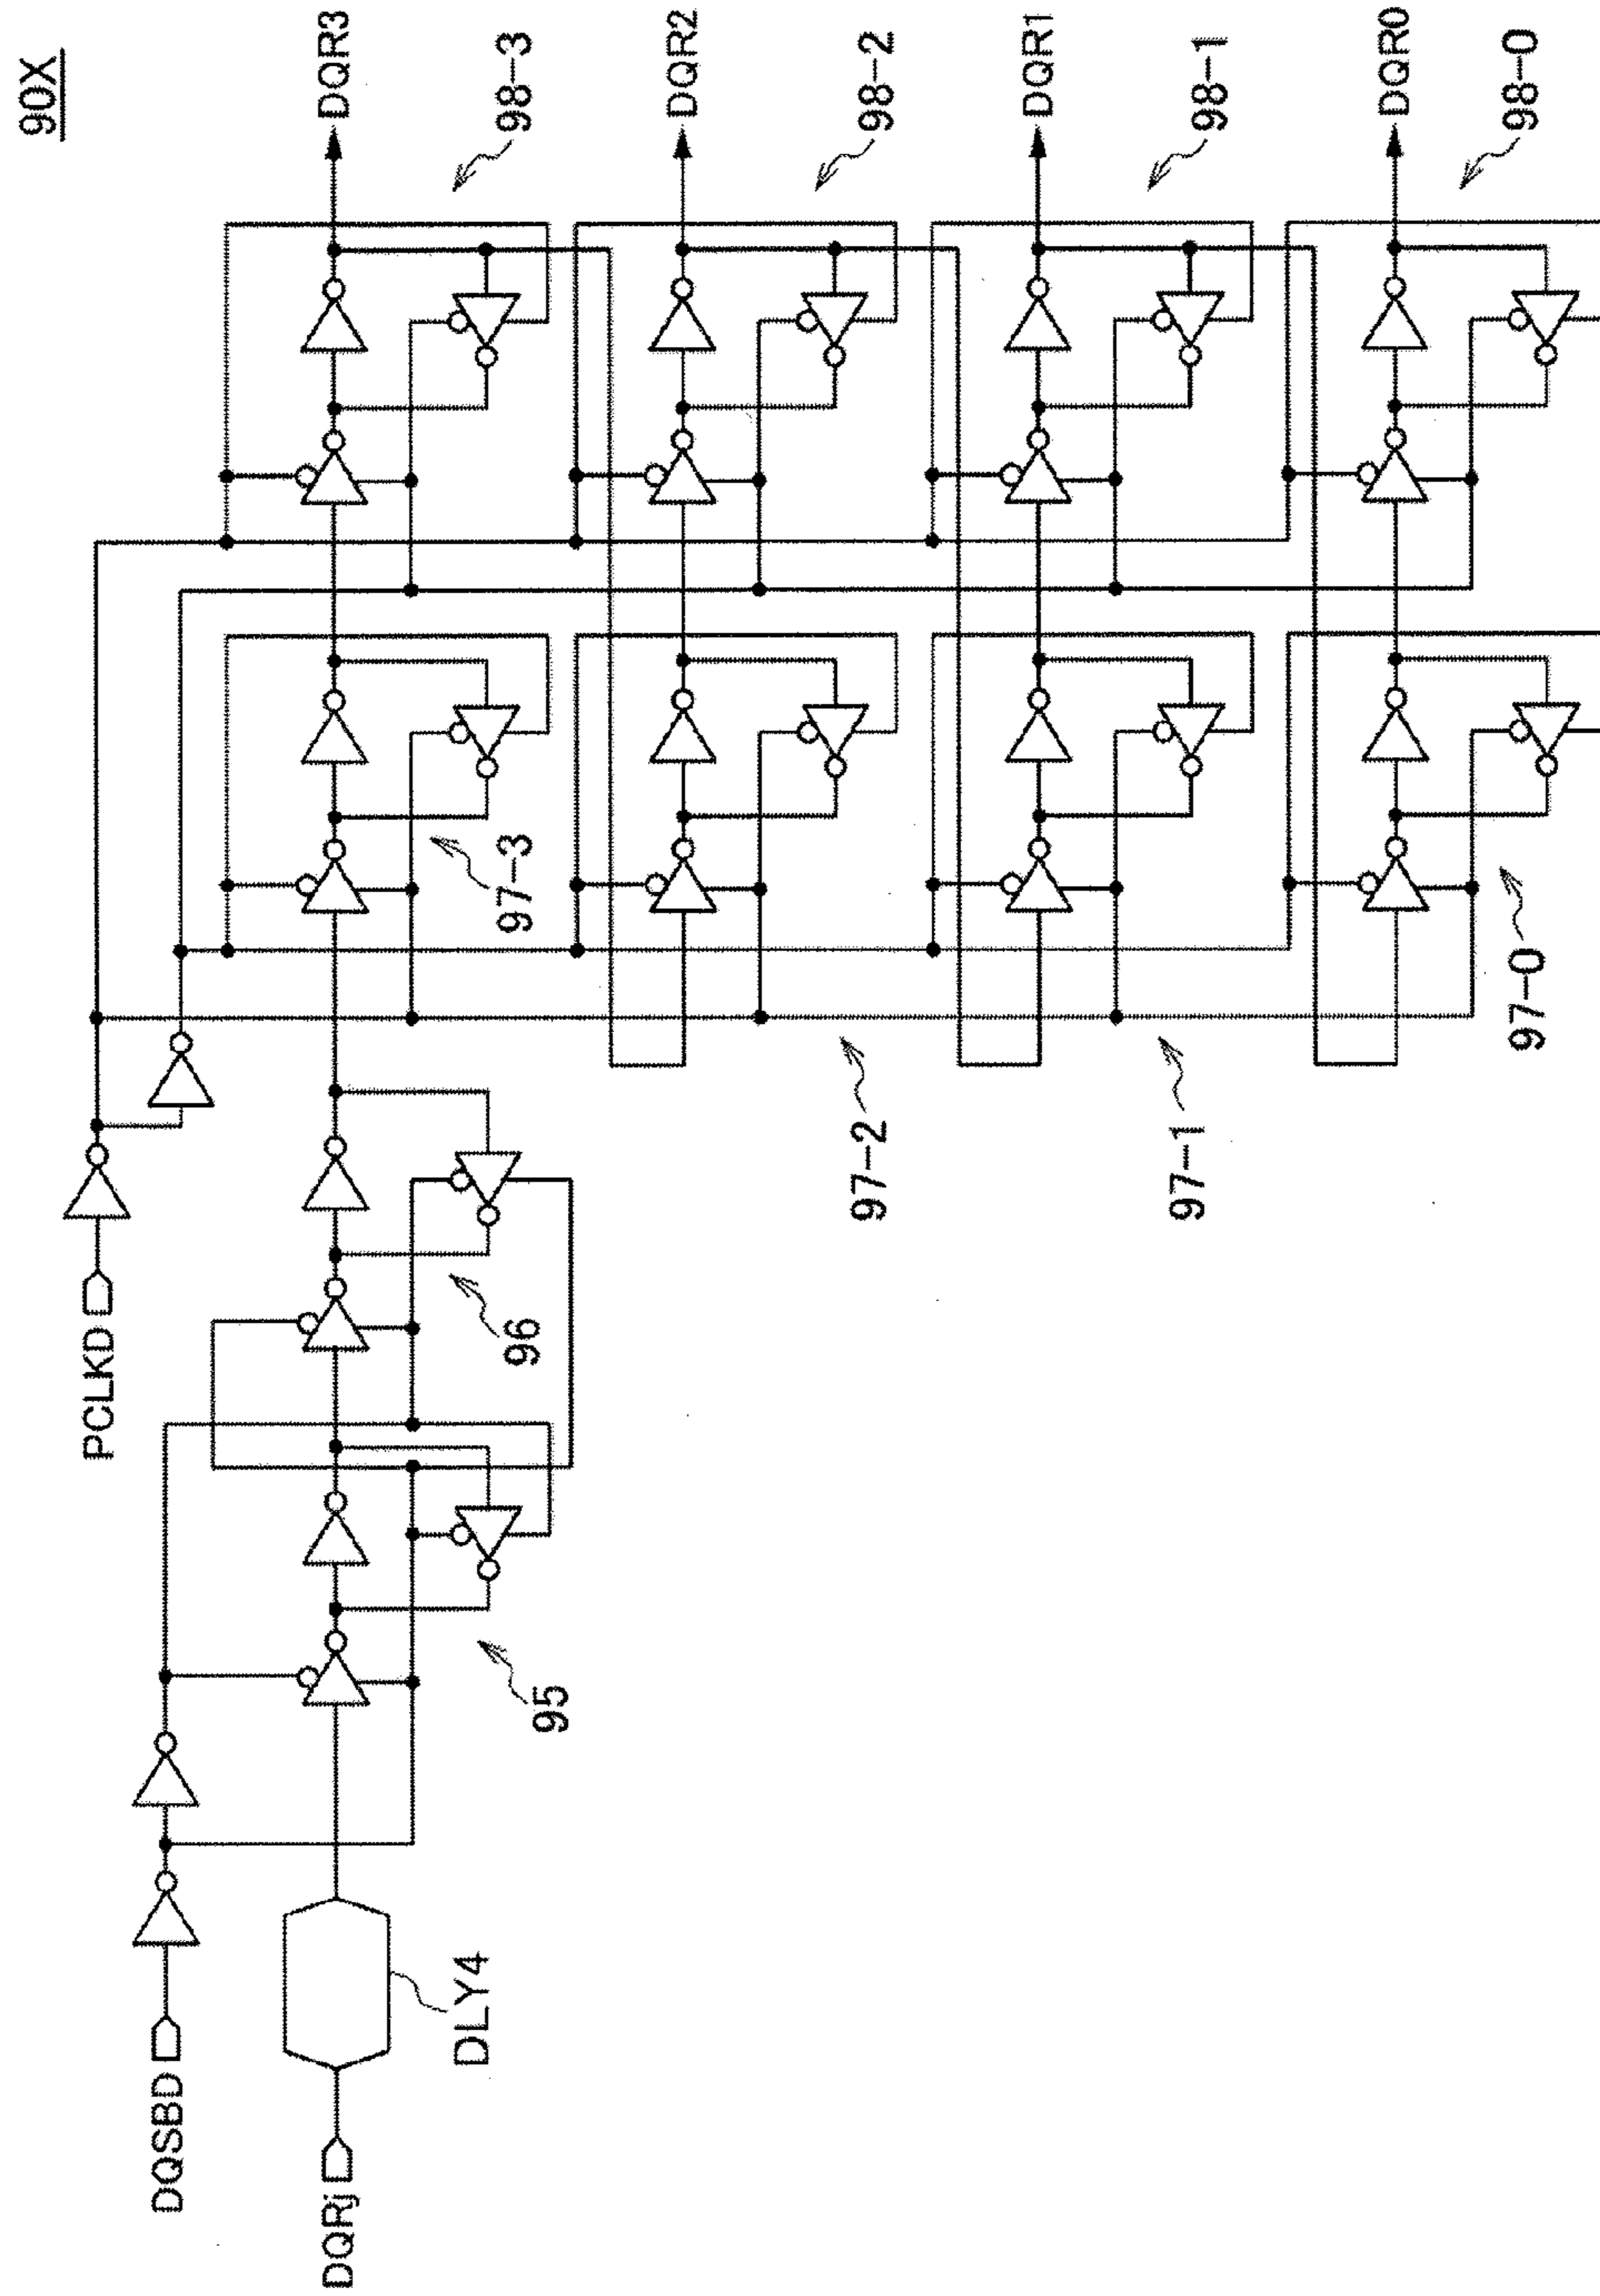 90X
PCLKD
DQSBD
DQRj
DLY4
95
96
97-3
98-3
DQR3
97-2
98-2
DQR2
97-1
98-1
DQR1
97-0
98-0
DQR0